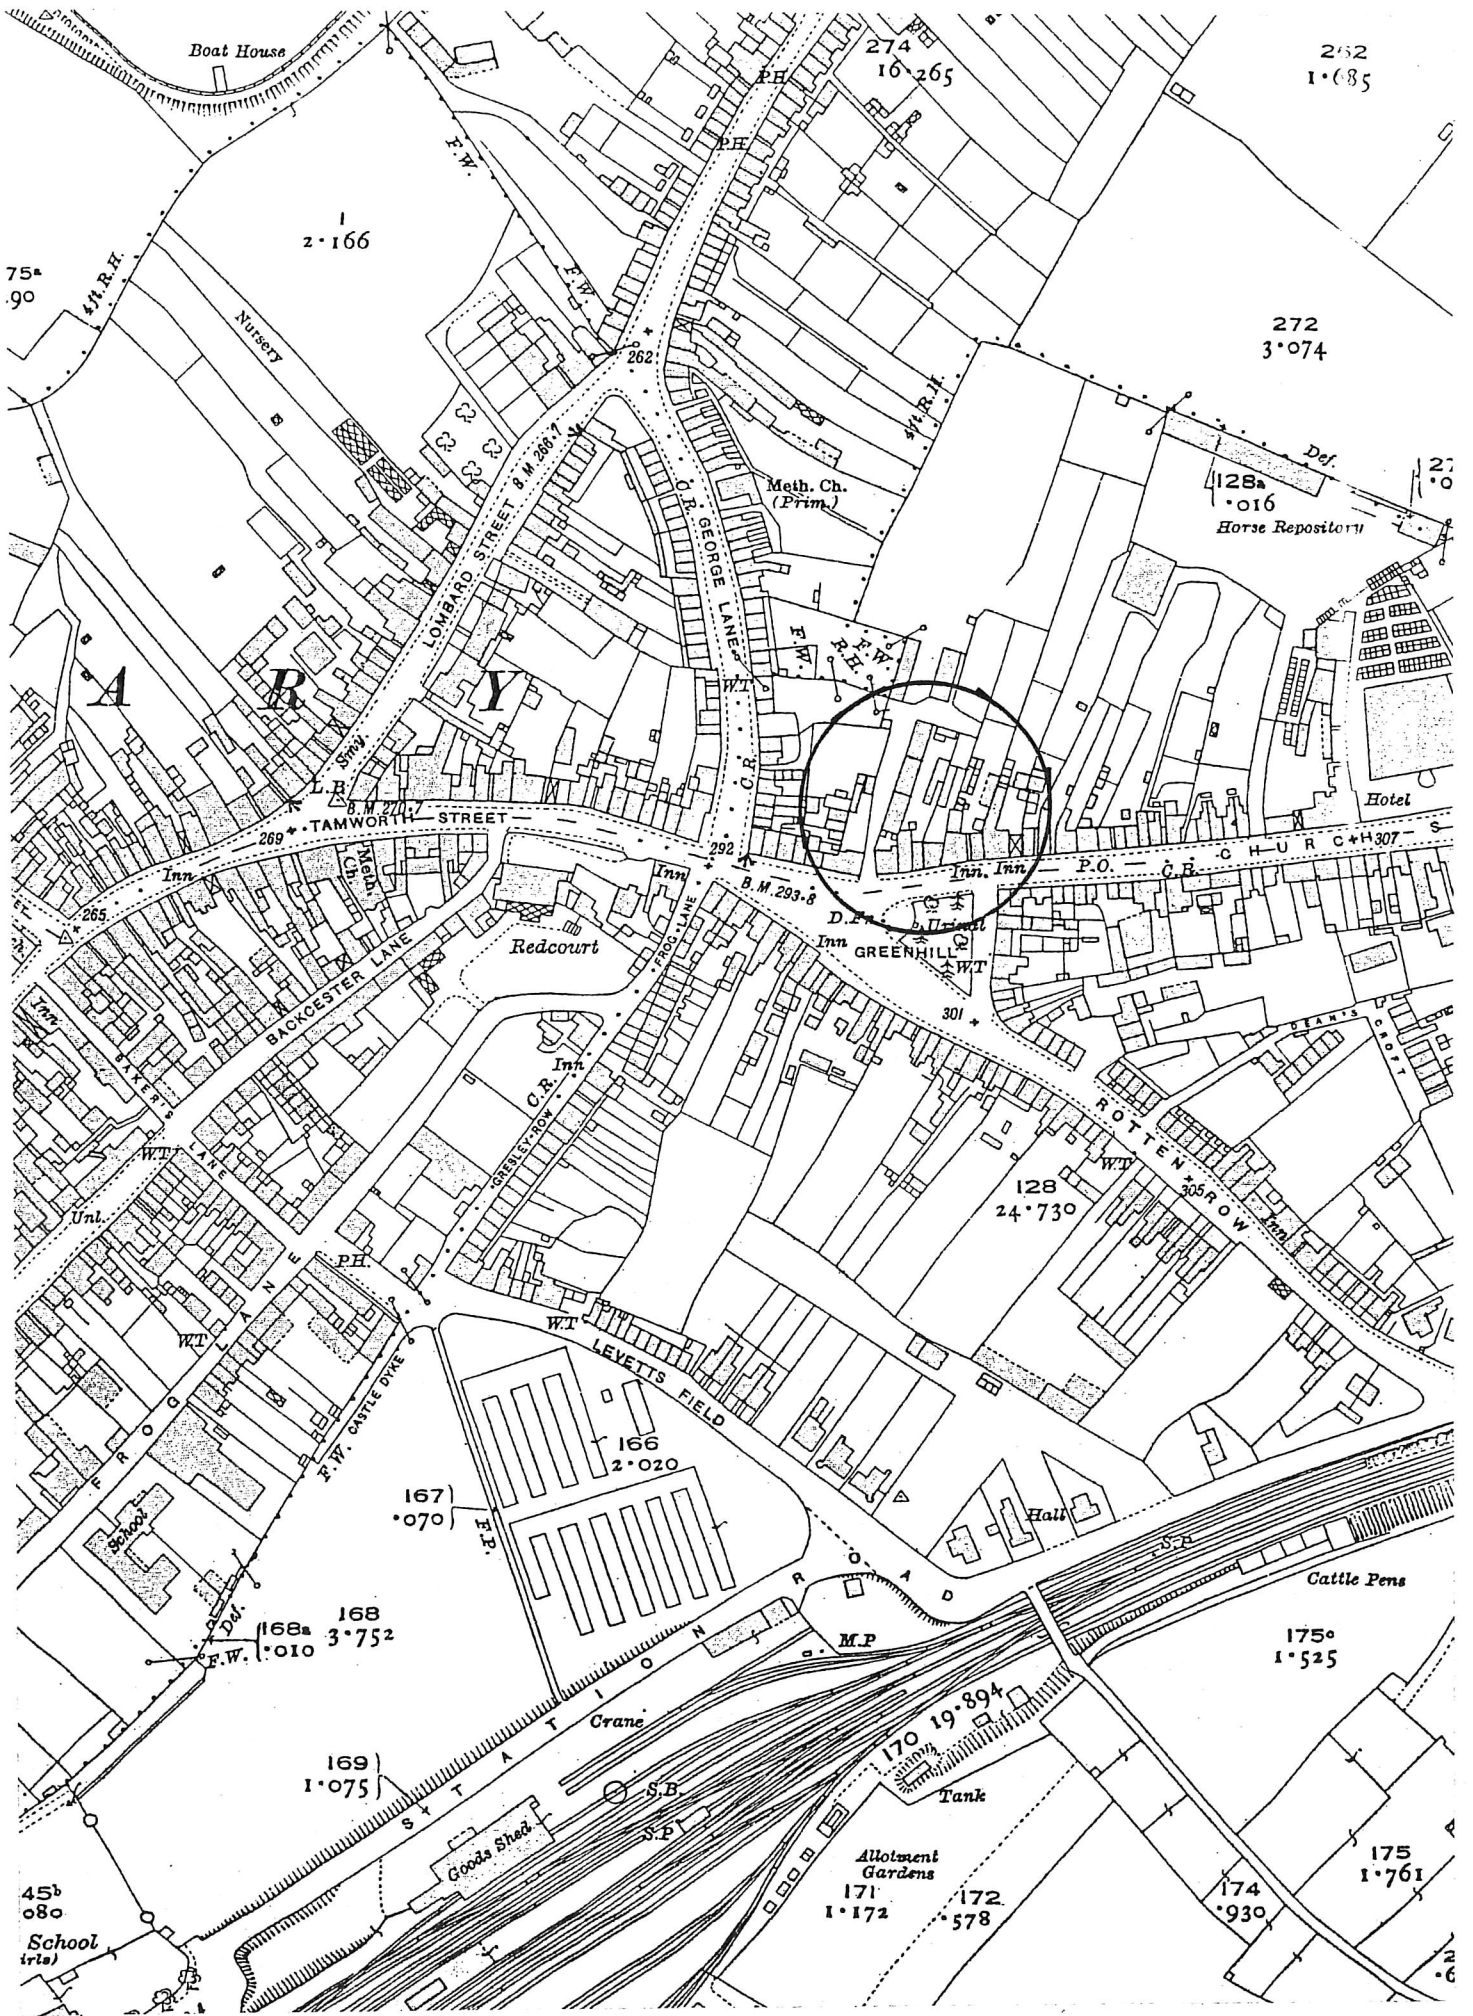 Boat House
274
16·265
1·685
P.H.
P.H.
F.W.
1
2·166
4ft. R.H.
75ª
·90
F.W.
Nursery
262
272
3·074
4ft. R.H.
B.M. 266·7
Meth. Ch.
(Prim.)
Def.
128a
·016
Horse Repository
C.R.
GEORGE LANE
LOMBARD STREET
F.W.
R.H.
F.W.
A R Y
W.T
Smy.
C.R.
L.B.
B.M. 270·7
Hotel
269
TAMWORTH STREET
292
CHURCH S
307
Inn
Meth.
Ch.
Inn
B.M. 293·8
Inn
Inn
P.O.
C.R.
265
D.Fn.
Urinal
Redcourt
FROG LANE
Inn
GREENHILL
W.T
BACKCESTER LANE
301
Inn
DEAN'S CROFT
BAKERS LANE
Inn
C.R.
ROTTEN ROW
GRESLEY ROW
W.T
W.T
128
24·730
305
Unl.
Inn
P.H.
W.T
W.T
LEVETTS FIELD
FROG LANE
CASTLE DYKE
F.W.
166
2·020
167
·070
F.P.
School
Hall
S.P.
STATION ROAD
Cattle Pens
168a
·010
168
3·752
Def.
F.W.
M.P
175ᵃ
1·525
Crane
170 19·894
169
1·075
S.B.
S.P
Tank
Goods Shed
Allotment
Gardens
171
1·172
172
·578
174
·930
175
1·761
45ᵇ
080
School
irls)